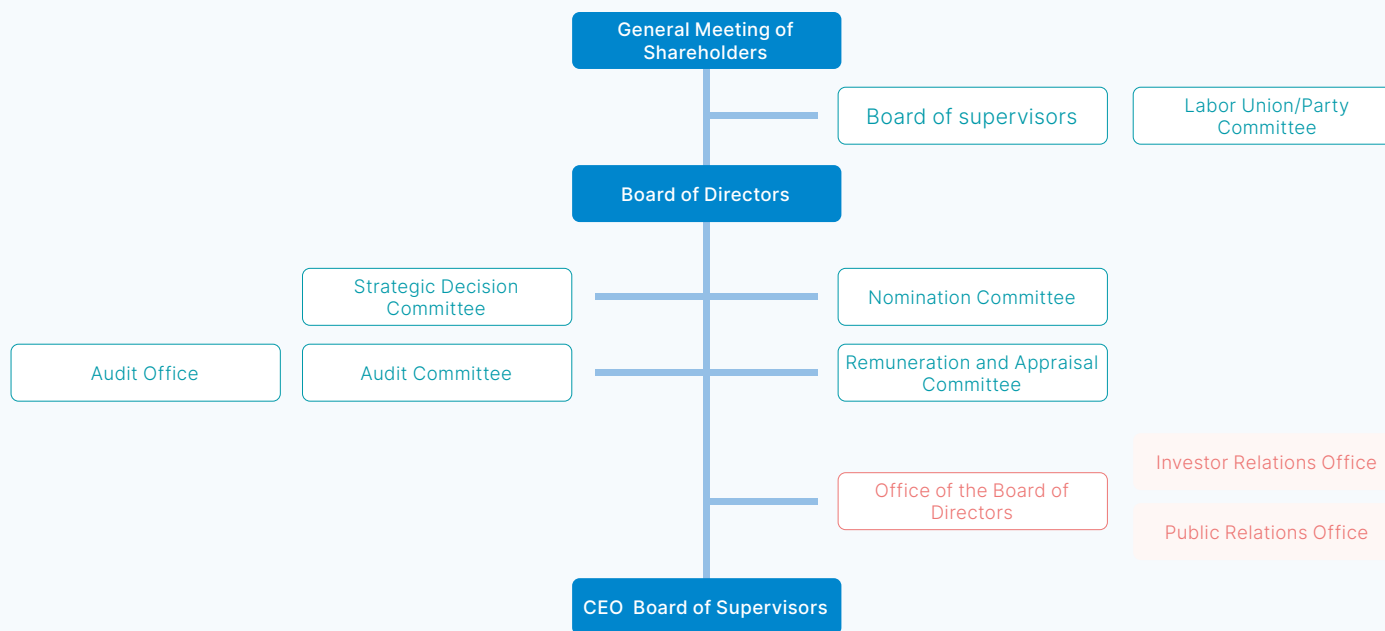 General Meeting of
Shareholders
Board of supervisors
Labor Union/Party
Committee
Board of Directors
Strategic Decision
Committee
Nomination Committee
Audit Office
Audit Committee
Remuneration and Appraisal
Committee
Investor Relations Office
Office of the Board of
Directors
Public Relations Office
CEO Board of Supervisors